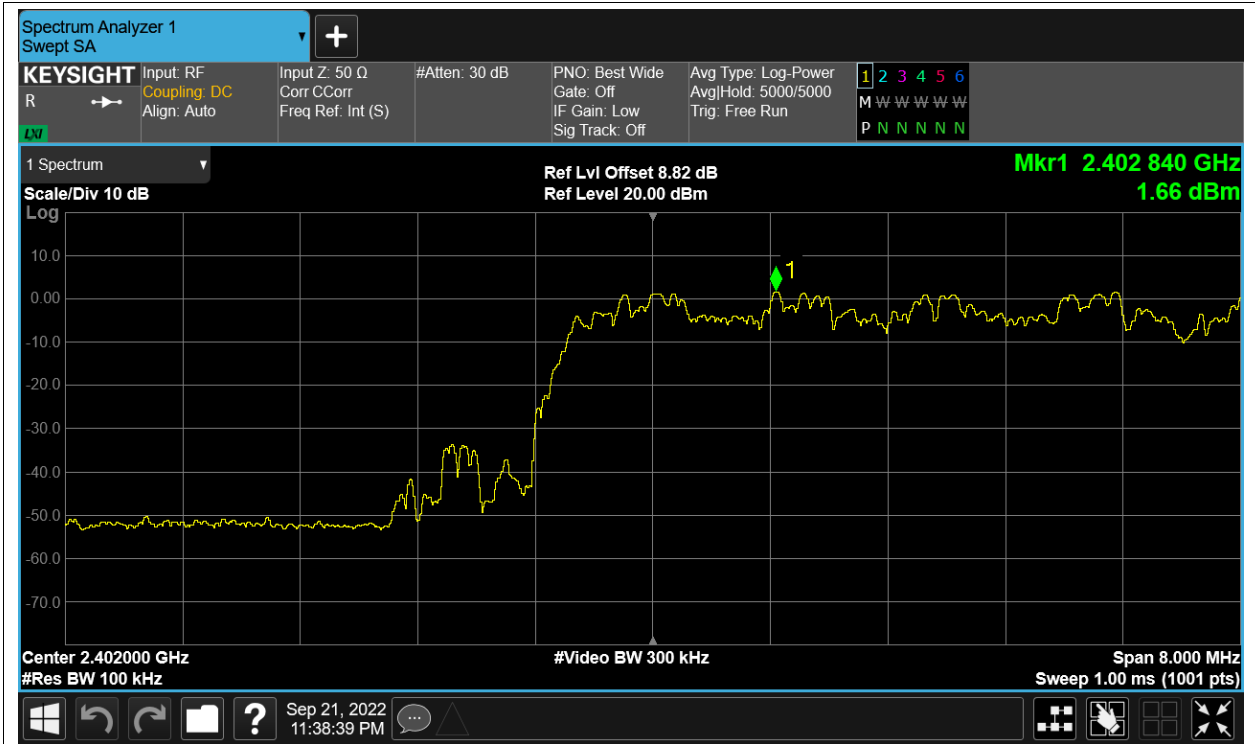 Spectrum Analyzer 1
Swept SA
KEYSIGHT
R
LXI
Input: RF
Coupling: DC
Align: Auto
Input Z: 50 Ω
Corr CCorr
Freq Ref: Int (S)
#Atten: 30 dB
PNO: Best Wide
Gate: Off
IF Gain: Low
Sig Track: Off
Avg Type: Log-Power
Avg|Hold: 5000/5000
Trig: Free Run
1 2 3 4 5 6
M W W W W W
P N N N N N
1 Spectrum
Scale/Div 10 dB
Ref Lvl Offset 8.82 dB
Ref Level 20.00 dBm
Mkr1 2.402 840 GHz
1.66 dBm
Log
10.0
0.00
-10.0
-20.0
-30.0
-40.0
-50.0
-60.0
-70.0
1
Center 2.402000 GHz
#Res BW 100 kHz
#Video BW 300 kHz
Span 8.000 MHz
Sweep 1.00 ms (1001 pts)
?
Sep 21, 2022
11:38:39 PM